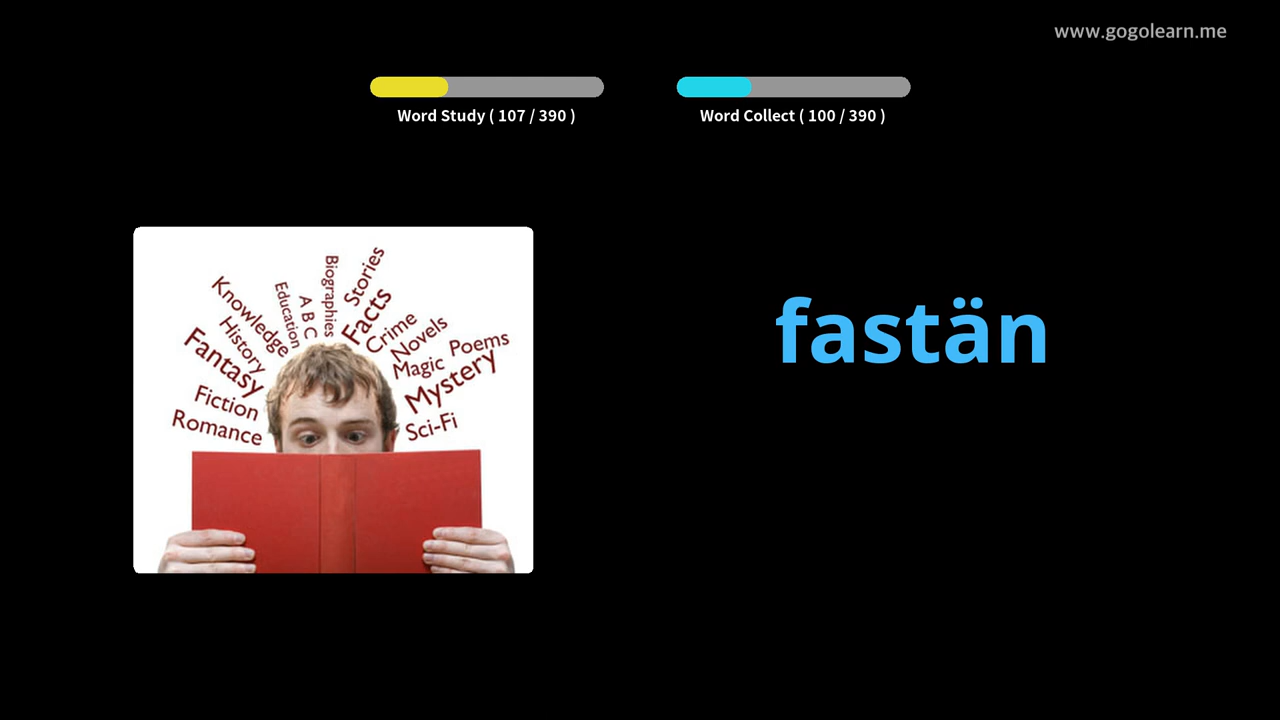 www.gogolearn.me
Word Study ( 107 / 390 )
Word Collect ( 100 / 390 )
fastän
Biographies
Stories
Education
A B C
Facts
Knowledge
Crime
History
Novels
Poems
Fantasy
Magic
Mystery
Fiction
Romance
Sci-Fi